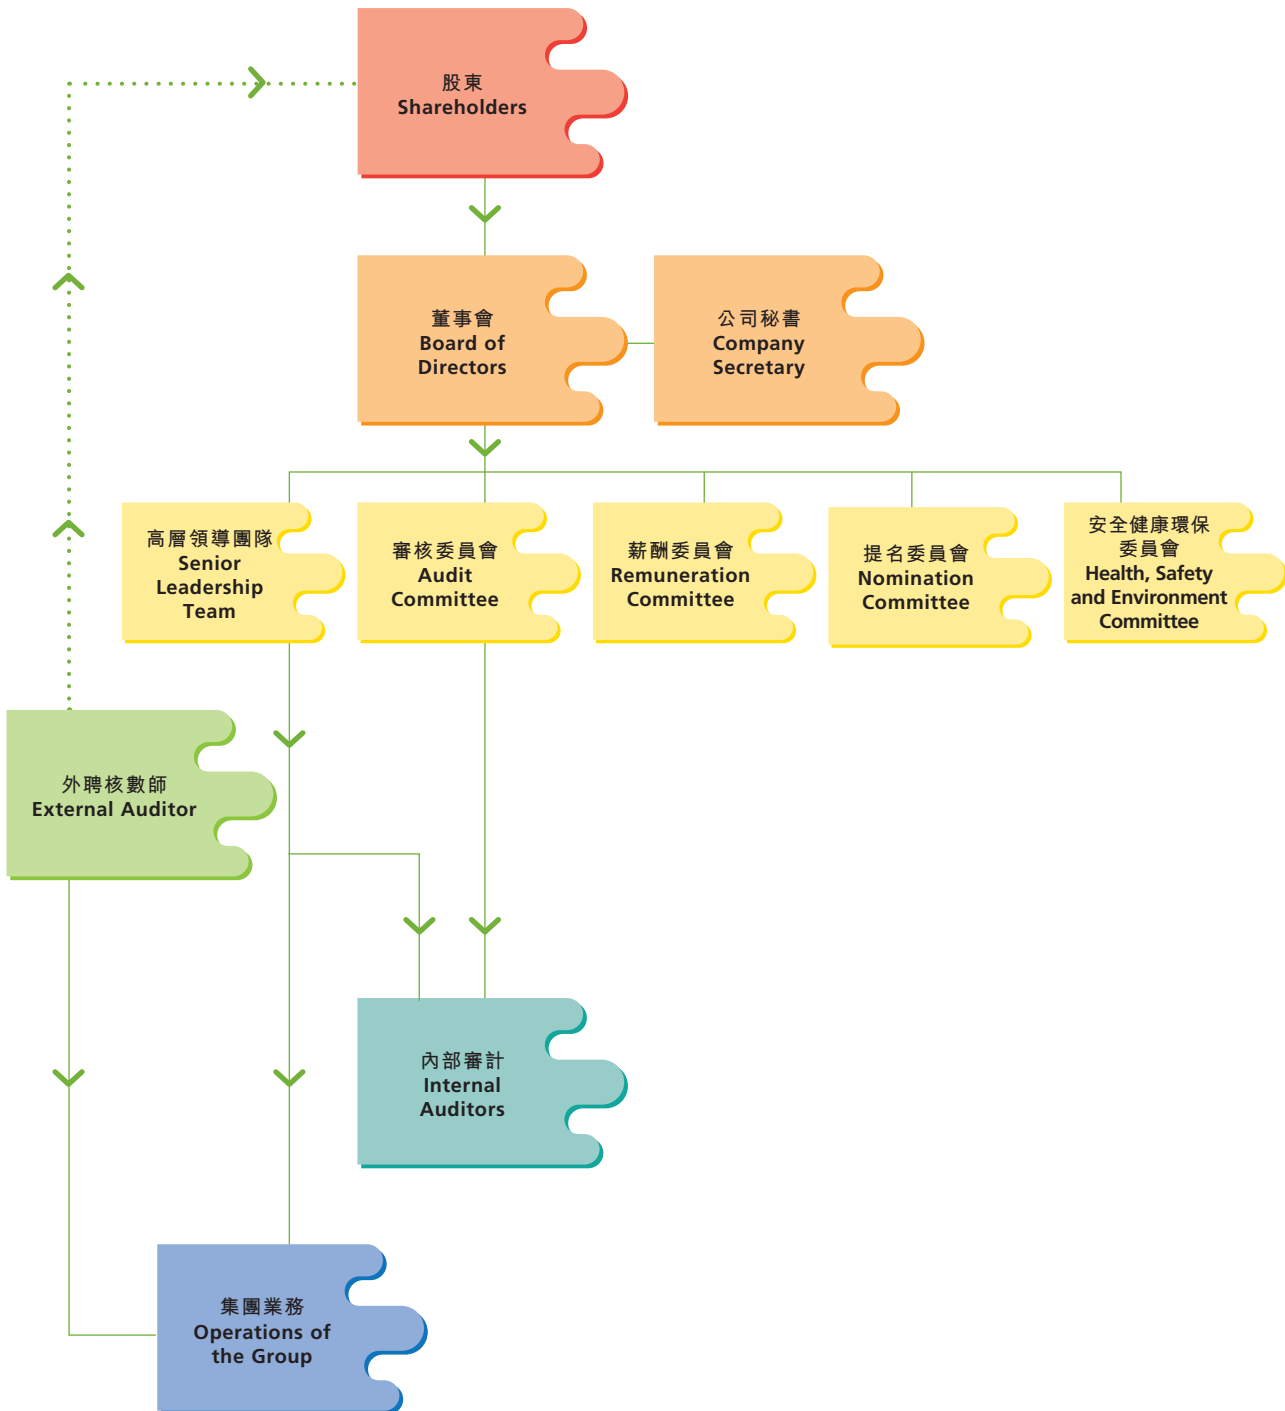 股東
Shareholders
董事會
Board of
Directors
公司秘書
Company
Secretary
高層領導團隊
Senior
Leadership
Team
審核委員會
Audit
Committee
薪酬委員會
Remuneration
Committee
提名委員會
Nomination
Committee
安全健康環保
委員會
Health, Safety
and Environment
Committee
外聘核數師
External Auditor
內部審計
Internal
Auditors
集團業務
Operations of
the Group